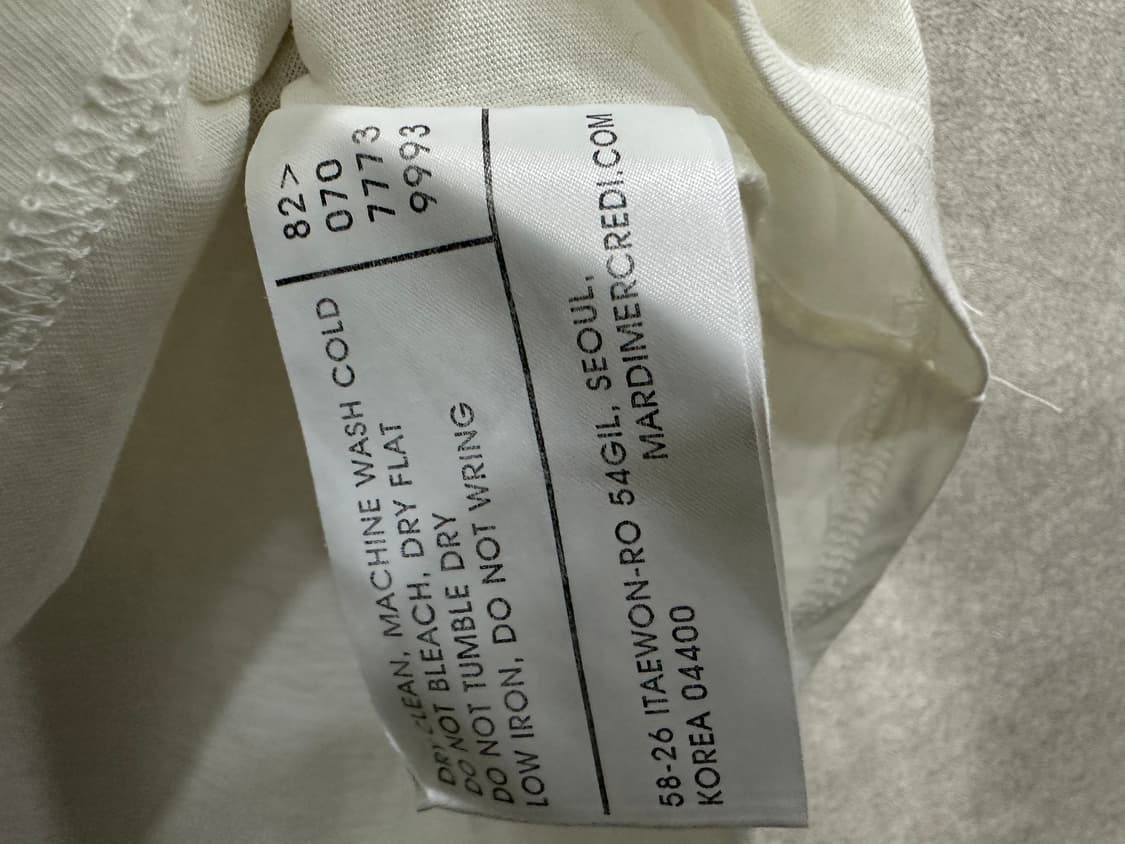 DRY CLEAN, MACHINE WASH COLD
DO NOT BLEACH, DRY FLAT
DO NOT TUMBLE DRY
LOW IRON, DO NOT WRING
82>
070
7773
9993
58-26 ITAEWON-RO 54GIL, SEOUL,
KOREA 04400
MARDIMERCREDI.COM